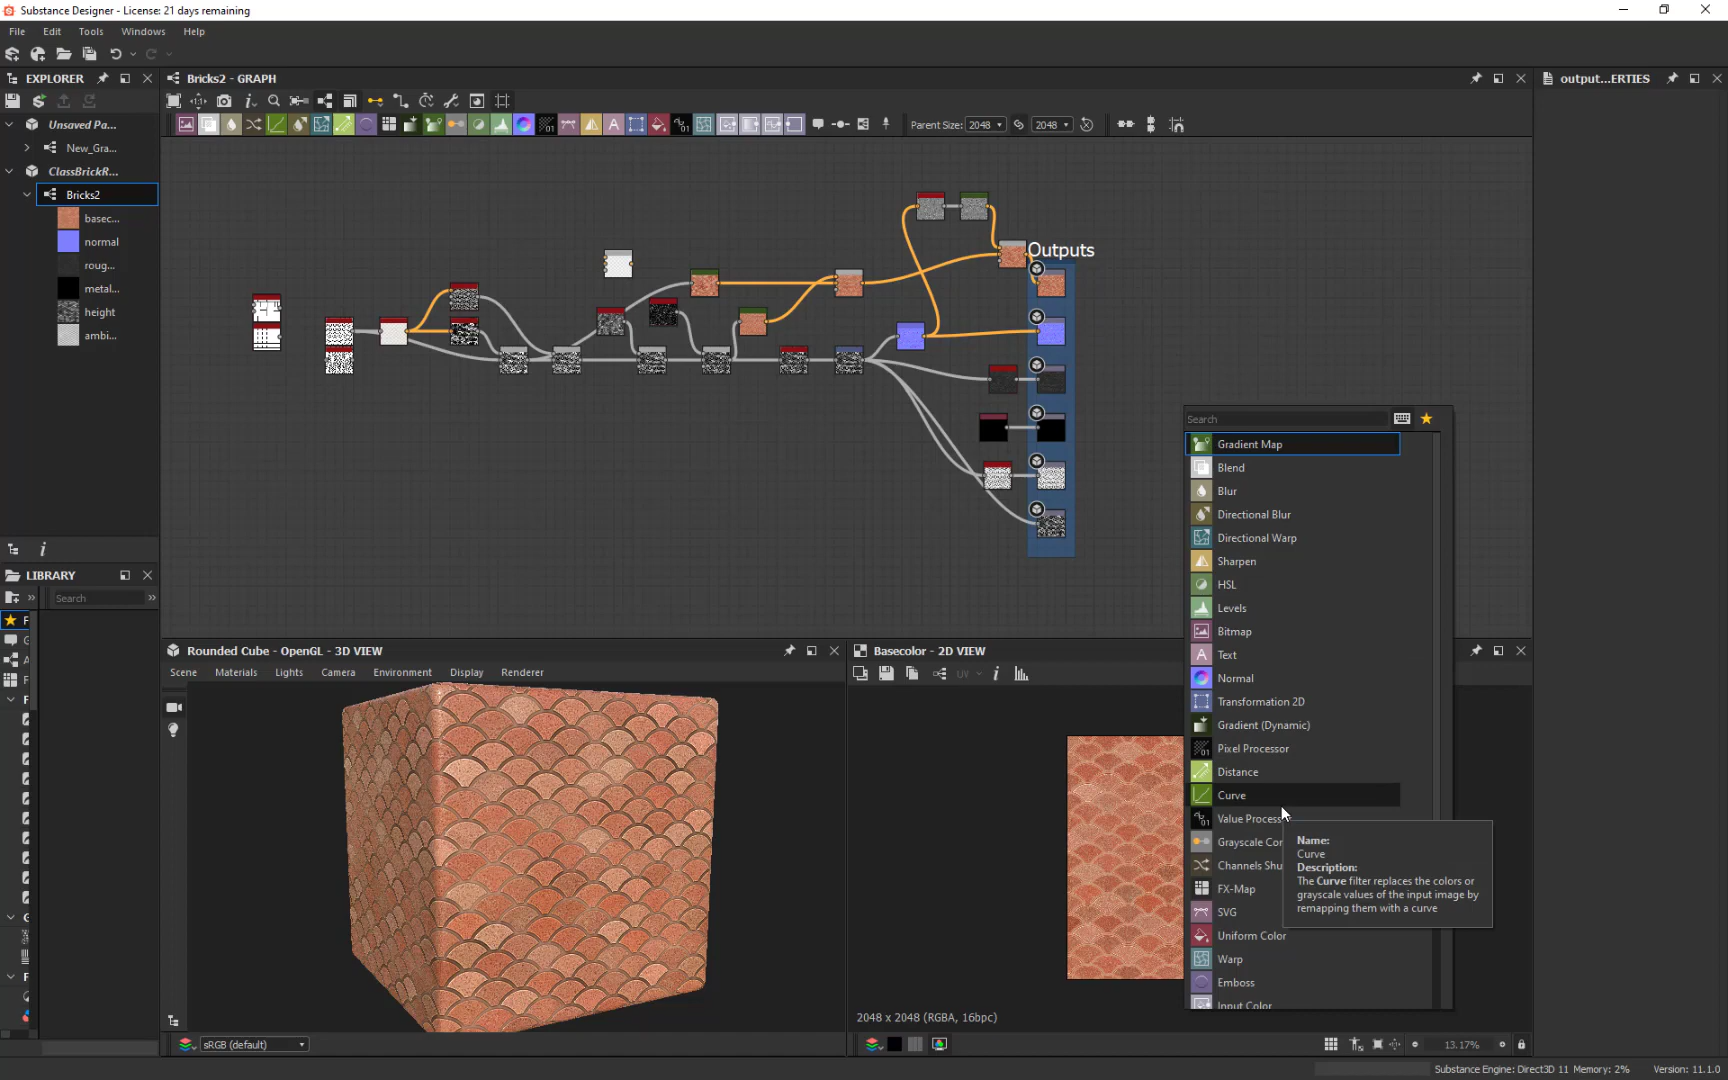 Substance Designer - License: 21 days remaining
File Edit Tools Windows Help
EXPLORER
Bricks2 - GRAPH
output...ERTIES
Parent Size: 2048 2048
Unsaved Pa...
New_Gra...
ClassBrickR...
Bricks2
basec...
normal
roug...
metal...
height
ambi...
Outputs
Search
Gradient Map
Blend
Blur
Directional Blur
Directional Warp
Sharpen
HSL
Levels
Bitmap
Text
Normal
Transformation 2D
Gradient (Dynamic)
Pixel Processor
Distance
Curve
Value Process
Grayscale Con
Channels Shu
FX-Map
SVG
Uniform Color
Warp
Emboss
Input Color
Name:
Curve
Description:
The Curve filter replaces the colors or
grayscale values of the input image by
remapping them with a curve
LIBRARY
Search
Rounded Cube - OpenGL - 3D VIEW
Scene Materials Lights Camera Environment Display Renderer
sRGB (default)
Basecolor - 2D VIEW
UV
2048 x 2048 (RGBA, 16bpc)
13.17%
Substance Engine: Direct3D 11 Memory: 2% Version: 11.1.0